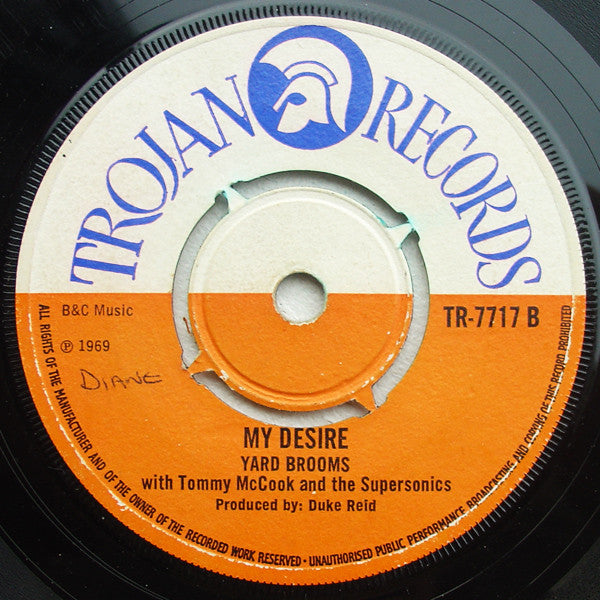 TROJAN RECORDS
B&C Music
TR-7717 B
℗ 1969
DIANE
MY DESIRE
YARD BROOMS
with Tommy McCook and the Supersonics
Produced by: Duke Reid
ALL RIGHTS OF THE MANUFACTURER AND OF THE OWNER OF THE RECORDED WORK RESERVED · UNAUTHORISED PUBLIC PERFORMANCE BROADCASTING AND COPYING OF THIS RECORD PROHIBITED